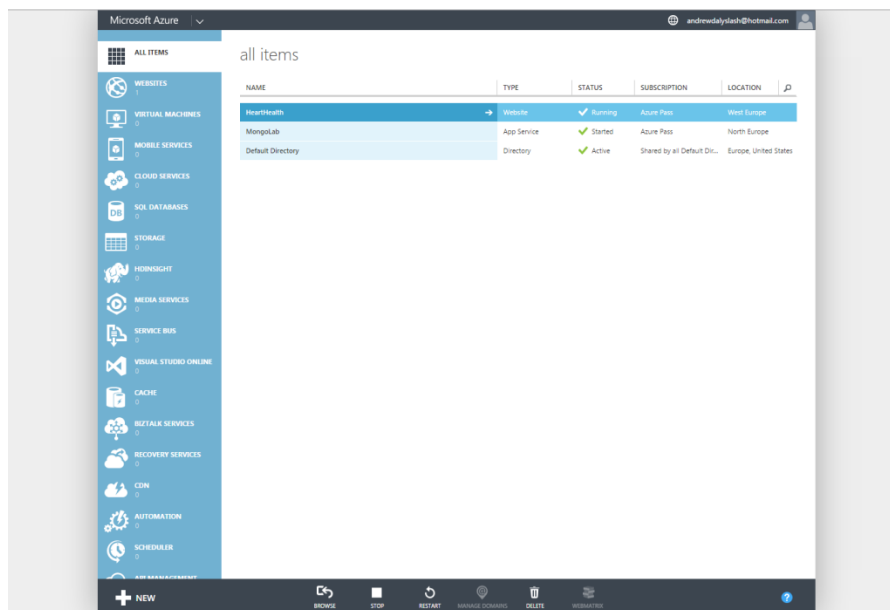 Microsoft Azure
andrewdalyslash@hotmail.com
ALL ITEMS
WEBSITES
1
VIRTUAL MACHINES
0
MOBILE SERVICES
0
CLOUD SERVICES
0
SQL DATABASES
0
STORAGE
0
HDINSIGHT
0
MEDIA SERVICES
0
SERVICE BUS
0
VISUAL STUDIO ONLINE
0
CACHE
0
BIZTALK SERVICES
0
RECOVERY SERVICES
0
CDN
0
AUTOMATION
0
SCHEDULER
0
API MANAGEMENT
DB
all items
NAME TYPE STATUS SUBSCRIPTION LOCATION
HeartHealth Website Running Azure Pass West Europe
MongoLab App Service Started Azure Pass North Europe
Default Directory Directory Active Shared by all Default Dir... Europe, United States
NEW
BROWSE STOP RESTART MANAGE DOMAINS DELETE WEBMATRIX
?